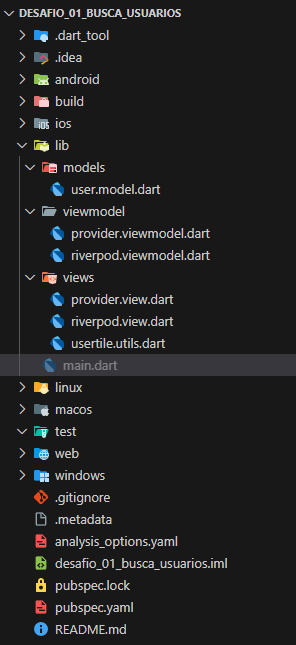 DESAFIO_01_BUSCA_USUARIOS
.dart_tool
.idea
android
build
ios
lib
models
user.model.dart
viewmodel
provider.viewmodel.dart
riverpod.viewmodel.dart
views
provider.view.dart
riverpod.view.dart
usertile.utils.dart
main.dart
linux
macos
test
web
windows
.gitignore
.metadata
analysis_options.yaml
desafio_01_busca_usuarios.iml
pubspec.lock
pubspec.yaml
README.md